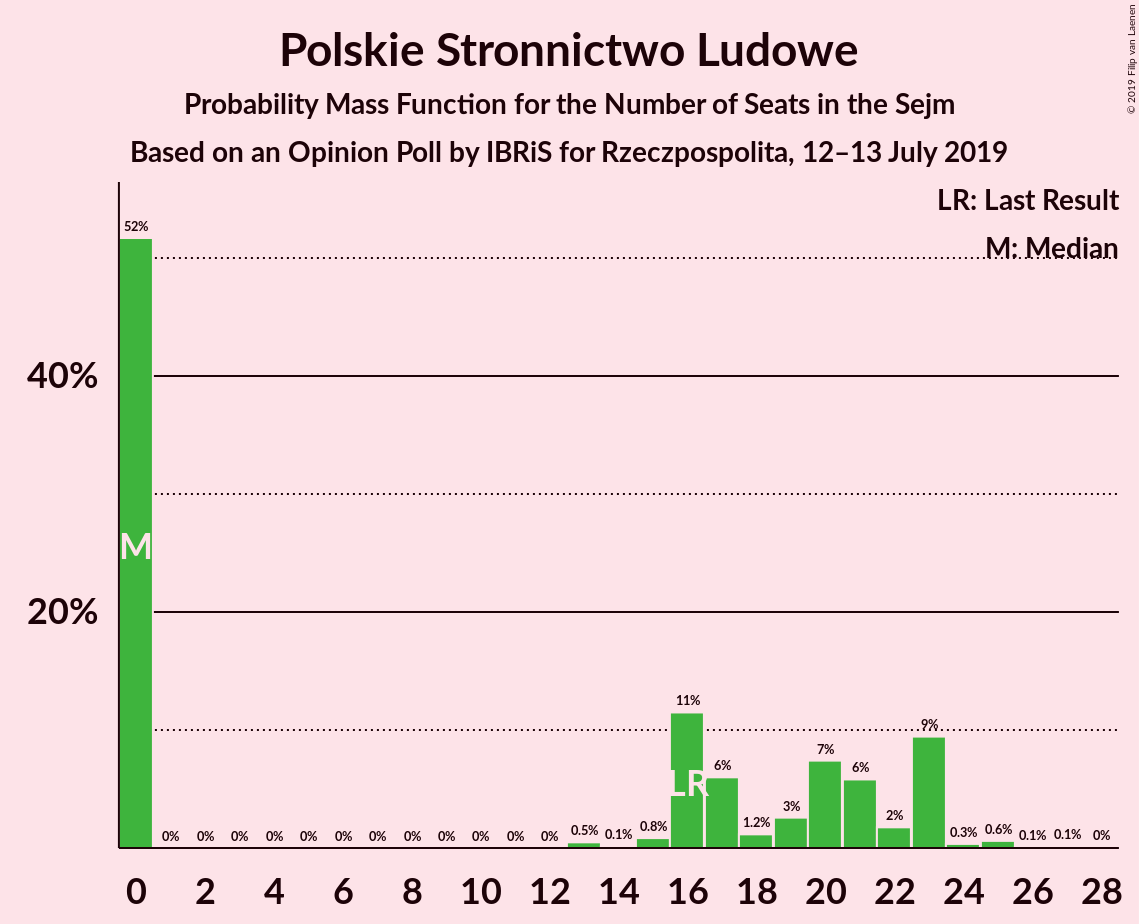 Polskie Stronnictwo Ludowe
Probability Mass Function for the Number of Seats in the Sejm
Based on an Opinion Poll by IBRiS for Rzeczpospolita, 12–13 July 2019
© 2019 Filip van Laenen
LR: Last Result
M: Median
40%
20%
52% 0% 0% 0% 0% 0% 0% 0% 0% 0% 0% 0% 0% 0.5% 0.1% 0.8% 11% 6% 1.2% 3% 7% 6% 2% 9% 0.3% 0.6% 0.1% 0.1% 0%
M
LR
0 2 4 6 8 10 12 14 16 18 20 22 24 26 28